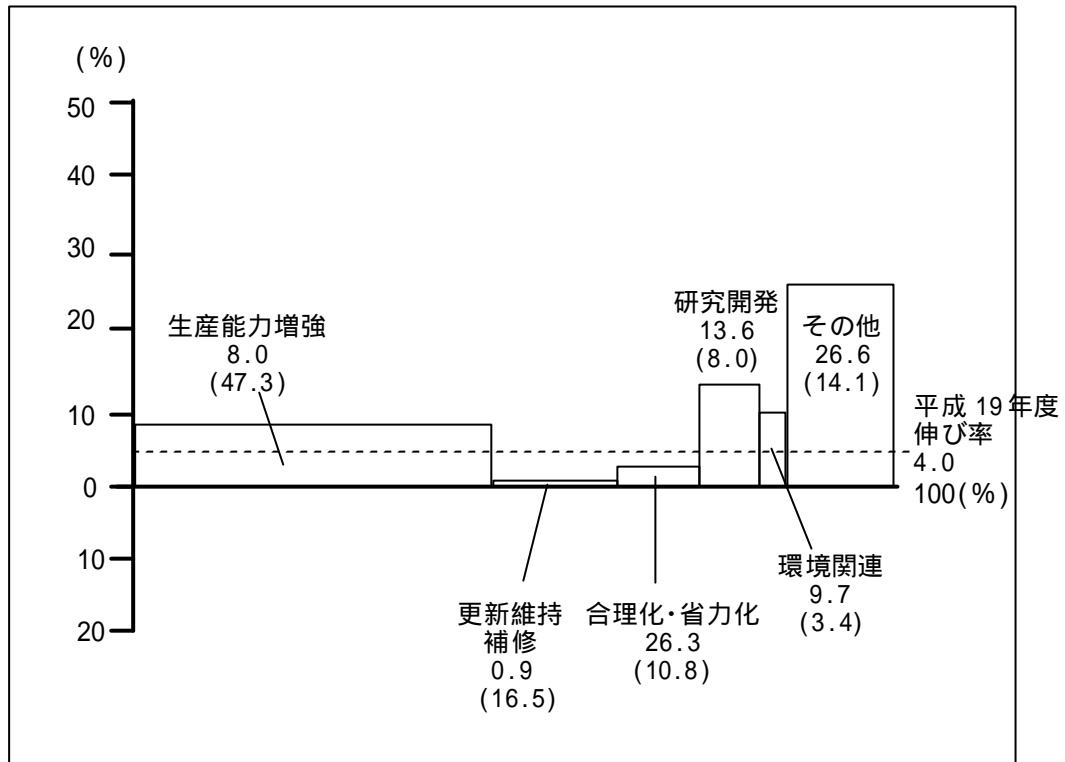 (%)
50
40
30
20
10
0
10
20
生産能力増強
8.0
(47.3)
更新維持
補修
0.9
(16.5)
合理化・省力化
26.3
(10.8)
研究開発
13.6
(8.0)
環境関連
9.7
(3.4)
その他
26.6
(14.1)
平成 19 年度
伸び率
4.0
100(%)